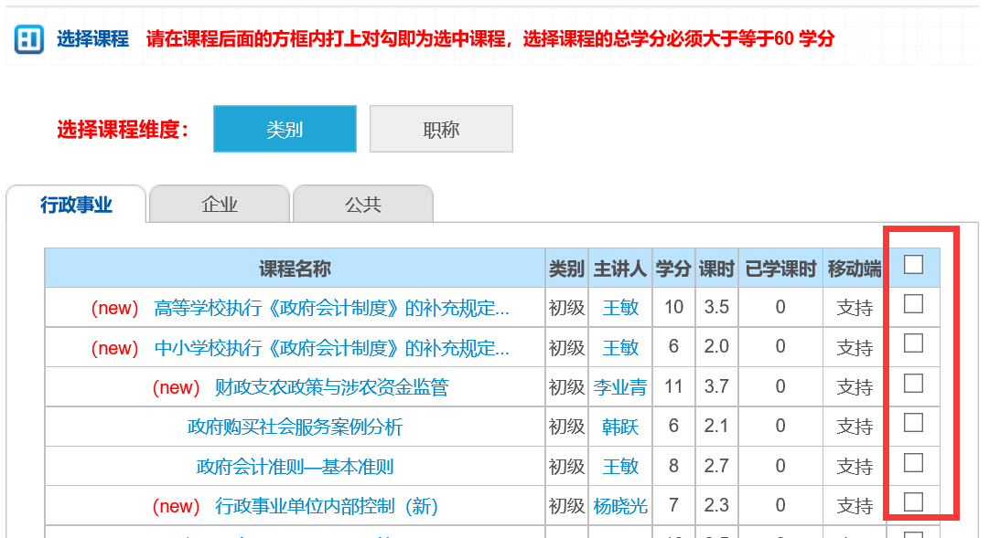 选择课程 请在课程后面的方框内打上对勾即为选中课程，选择课程的总学分必须大于等于60 学分
选择课程维度： 类别 职称
行政事业 企业 公共
课程名称 类别 主讲人 学分 课时 已学课时 移动端
(new) 高等学校执行《政府会计制度》的补充规定... 初级 王敏 10 3.5 0 支持
(new) 中小学校执行《政府会计制度》的补充规定... 初级 王敏 6 2.0 0 支持
(new) 财政支农政策与涉农资金监管 初级 李业青 11 3.7 0 支持
政府购买社会服务案例分析 初级 韩跃 6 2.1 0 支持
政府会计准则—基本准则 初级 王敏 8 2.7 0 支持
(new) 行政事业单位内部控制（新） 初级 杨晓光 7 2.3 0 支持